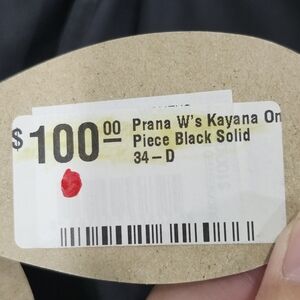 $100.00
Prana W's Kayana On
Piece Black Solid
34-D